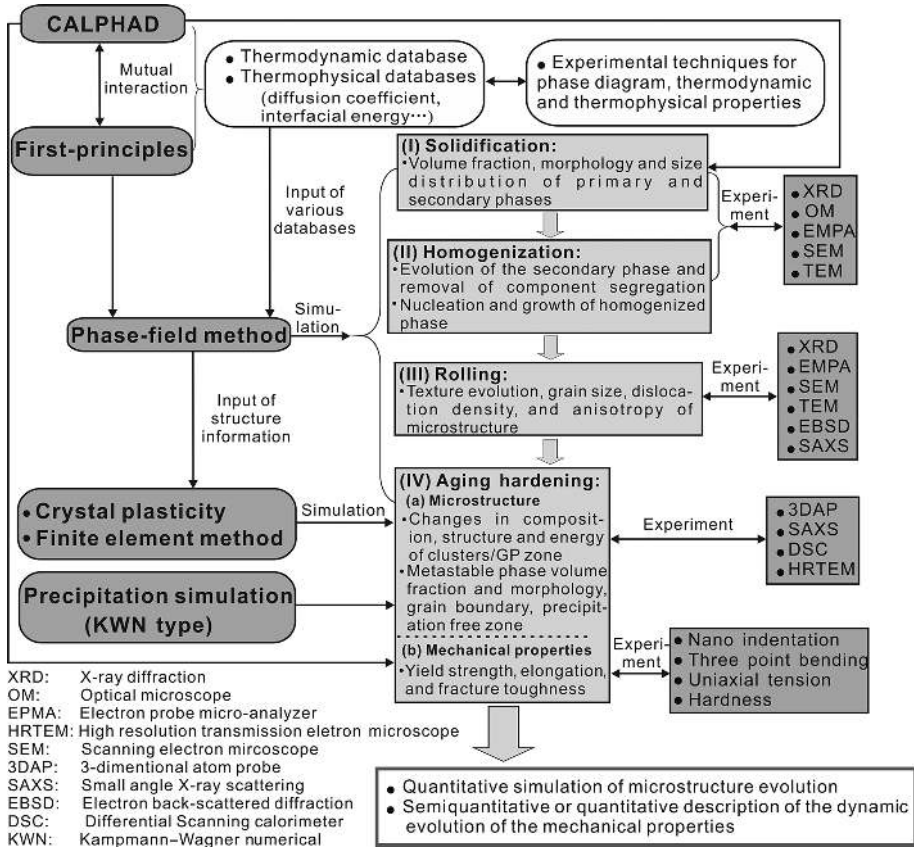 CALPHAD
Mutual
interaction
First-principles
• Thermodynamic database
• Thermophysical databases
(diffusion coefficient,
interfacial energy···)
• Experimental techniques for
phase diagram, thermodynamic
and thermophysical properties
Input of
various
databases
(I) Solidification:
•Volume fraction, morphology and size
distribution of primary and
secondary phases
Experi-
ment
• XRD
• OM
• EMPA
• SEM
• TEM
(II) Homogenization:
•Evolution of the secondary phase and
removal of component segregation
•Nucleation and growth of homogenized
phase
Simu-
lation
Phase-field method
(III) Rolling:
•Texture evolution, grain size, dislo-
cation density, and anisotropy of
microstructure
Experi-
ment
• XRD
• EMPA
• SEM
• TEM
• EBSD
• SAXS
Input of
structure
information
(IV) Aging hardening:
(a) Microstructure
•Changes in composit-
ion, structure and energy
of clusters/GP zone
•Metastable phase volume
fraction and morphology,
grain boundary, precipit-
ation free zone
(b) Mechanical properties
•Yield strength, elongation,
and fracture toughness
• Crystal plasticity
• Finite element method
Simulation
Experiment
• 3DAP
• SAXS
• DSC
• HRTEM
Precipitation simulation
(KWN type)
Experi-
ment
• Nano indentation
• Three point bending
• Uniaxial tension
• Hardness
XRD: X-ray diffraction
OM: Optical microscope
EPMA: Electron probe micro-analyzer
HRTEM: High resolution transmission eletron microscope
SEM: Scanning electron mircoscope
3DAP: 3-dimentional atom probe
SAXS: Small angle X-ray scattering
EBSD: Electron back-scattered diffraction
DSC: Differential Scanning calorimeter
KWN: Kampmann–Wagner numerical
• Quantitative simulation of microstructure evolution
• Semiquantitative or quantitative description of the dynamic
evolution of the mechanical properties